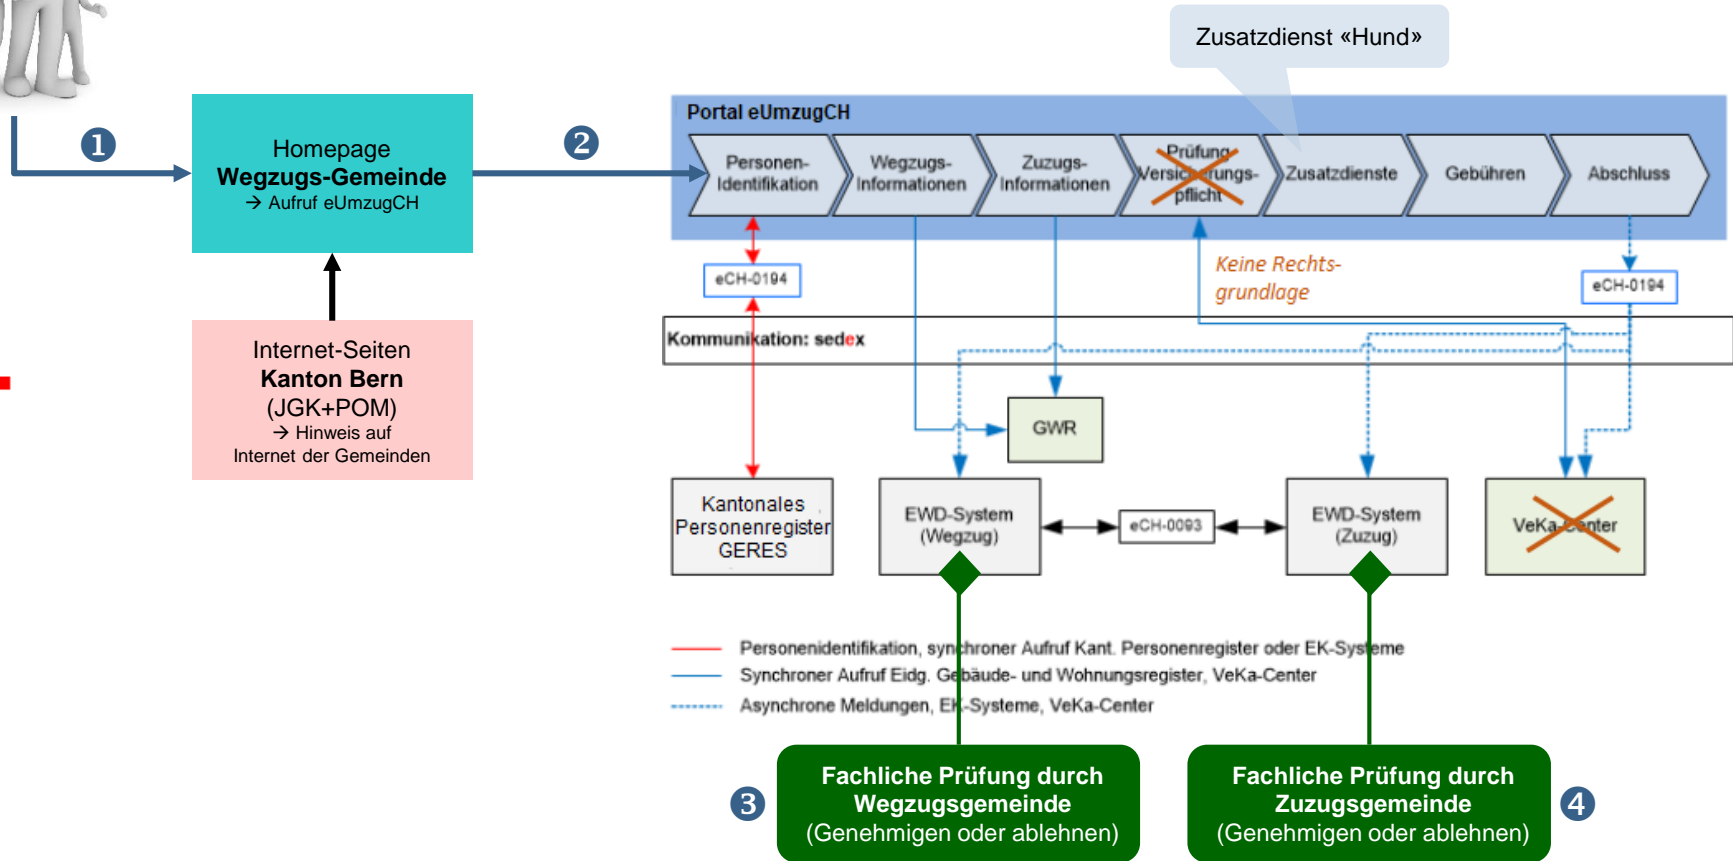 Zusatzdienst «Hund»
❶
Homepage
Wegzugs-Gemeinde
→ Aufruf eUmzugCH
❷
Portal eUmzugCH
Personen-
Identifikation
Wegzugs-
Informationen
Zuzugs-
Informationen
Prüfung
Versicherungs-
pflicht
Zusatzdienste
Gebühren
Abschluss
eCH-0194
Keine Rechts-
grundlage
eCH-0194
Kommunikation: sedex
Internet-Seiten
Kanton Bern
(JGK+POM)
→ Hinweis auf
Internet der Gemeinden
GWR
Kantonales
Personenregister
GERES
EWD-System
(Wegzug)
eCH-0093
EWD-System
(Zuzug)
VeKa-Center
Personenidentifikation, synchroner Aufruf Kant. Personenregister oder EK-Systeme
Synchroner Aufruf Eidg. Gebäude- und Wohnungsregister, VeKa-Center
Asynchrone Meldungen, EK-Systeme, VeKa-Center
❸
Fachliche Prüfung durch
Wegzugsgemeinde
(Genehmigen oder ablehnen)
Fachliche Prüfung durch
Zuzugsgemeinde
(Genehmigen oder ablehnen)
❹